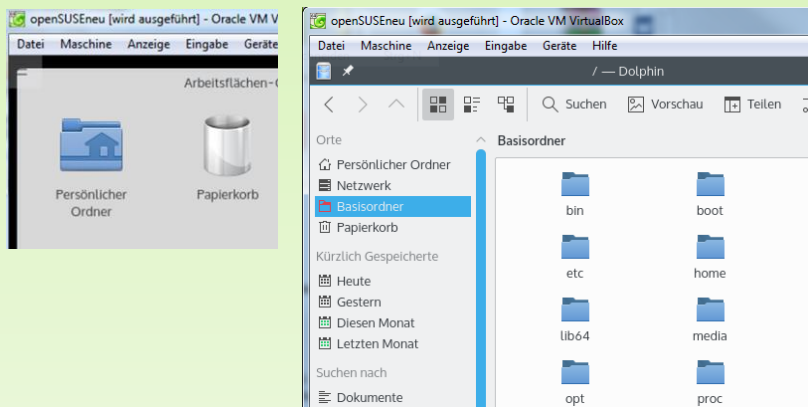 openSUSEneu [wird ausgeführt] - Oracle VM V
Datei Maschine Anzeige Eingabe Geräte
Arbeitsflächen-
Persönlicher
Ordner
Papierkorb
openSUSEneu [wird ausgeführt] - Oracle VM VirtualBox
Datei Maschine Anzeige Eingabe Geräte Hilfe
/ — Dolphin
Suchen Vorschau Teilen
Orte
Persönlicher Ordner
Netzwerk
Basisordner
Papierkorb
Kürzlich Gespeicherte
Heute
Gestern
Diesen Monat
Letzten Monat
Suchen nach
Dokumente
Basisordner
bin boot
etc home
lib64 media
opt proc